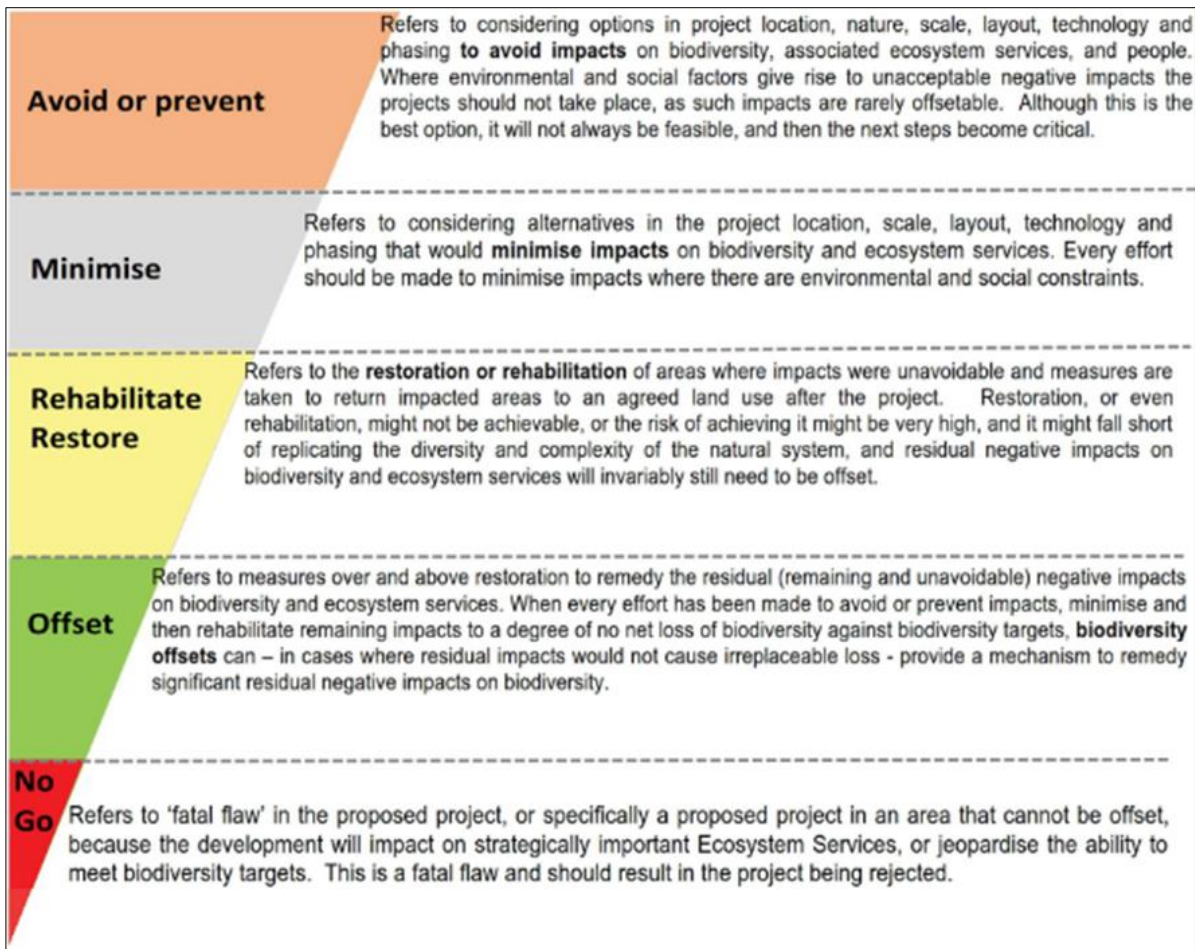 Avoid or prevent
Refers to considering options in project location, nature, scale, layout, technology and
phasing to avoid impacts on biodiversity, associated ecosystem services, and people.
Where environmental and social factors give rise to unacceptable negative impacts the
projects should not take place, as such impacts are rarely offsetable. Although this is the
best option, it will not always be feasible, and then the next steps become critical.
Minimise
Refers to considering alternatives in the project location, scale, layout, technology and
phasing that would minimise impacts on biodiversity and ecosystem services. Every effort
should be made to minimise impacts where there are environmental and social constraints.
Rehabilitate
Restore
Refers to the restoration or rehabilitation of areas where impacts were unavoidable and measures are
taken to return impacted areas to an agreed land use after the project. Restoration, or even
rehabilitation, might not be achievable, or the risk of achieving it might be very high, and it might fall short
of replicating the diversity and complexity of the natural system, and residual negative impacts on
biodiversity and ecosystem services will invariably still need to be offset.
Offset
Refers to measures over and above restoration to remedy the residual (remaining and unavoidable) negative impacts
on biodiversity and ecosystem services. When every effort has been made to avoid or prevent impacts, minimise and
then rehabilitate remaining impacts to a degree of no net loss of biodiversity against biodiversity targets, biodiversity
offsets can – in cases where residual impacts would not cause irreplaceable loss - provide a mechanism to remedy
significant residual negative impacts on biodiversity.
No
Go
Refers to ‘fatal flaw’ in the proposed project, or specifically a proposed project in an area that cannot be offset,
because the development will impact on strategically important Ecosystem Services, or jeopardise the ability to
meet biodiversity targets. This is a fatal flaw and should result in the project being rejected.